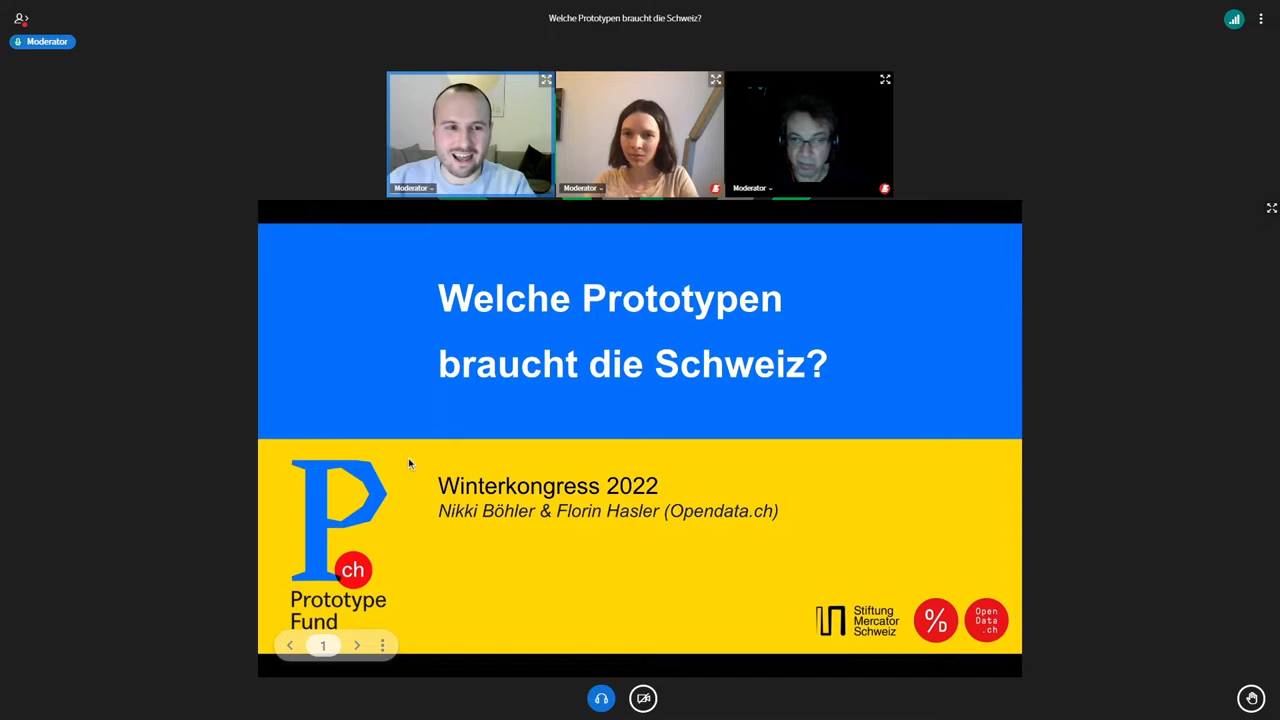 Welche Prototypen braucht die Schweiz?
Moderator
Moderator
Moderator
Moderator
Welche Prototypen
braucht die Schweiz?
Winterkongress 2022
Nikki Böhler & Florin Hasler (Opendata.ch)
P
ch
Prototype
Fund
Stiftung
Mercator
Schweiz
%D
Open
Data
.ch
1